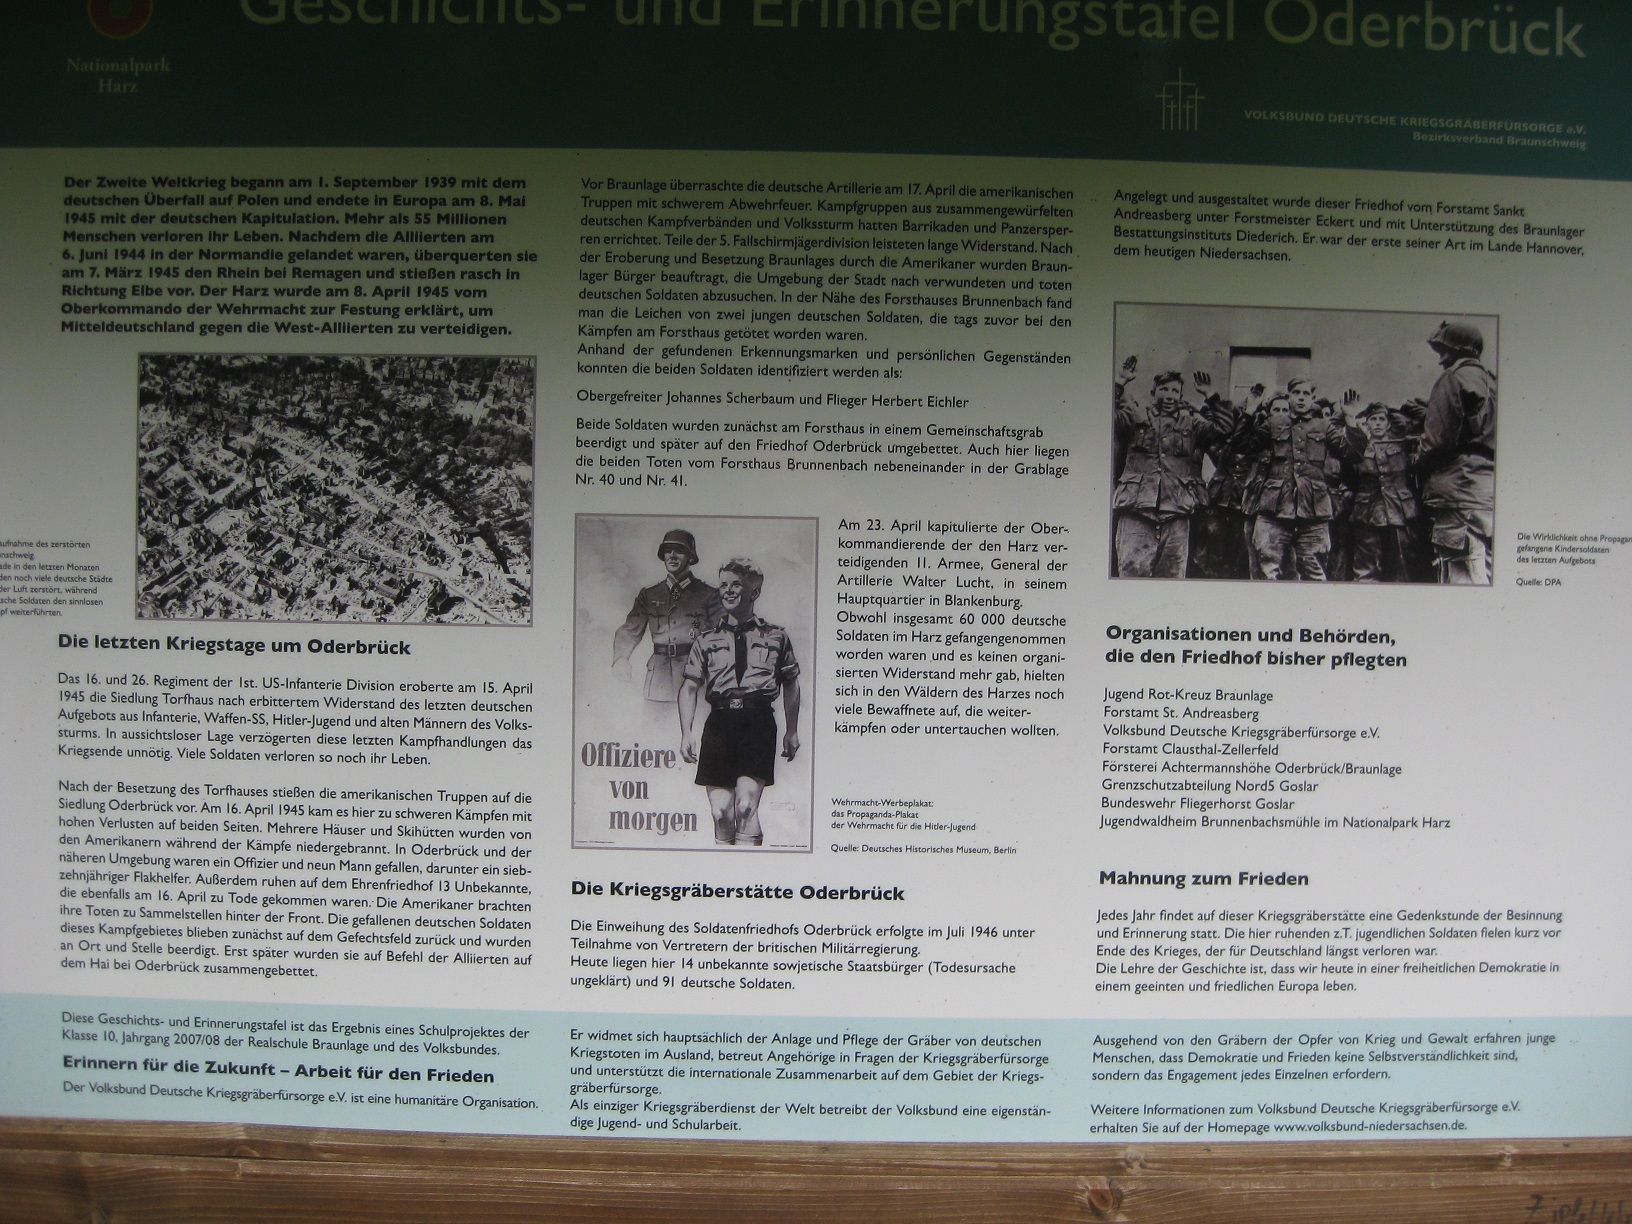 Geschichts- und Erinnerungstafel Oderbrück
Nationalpark
Harz
VOLKSBUND DEUTSCHE KRIEGSGRÄBERFÜRSORGE e.V.
Bezirksverband Braunschweig
Der Zweite Weltkrieg begann am 1. September 1939 mit dem
deutschen Überfall auf Polen und endete in Europa am 8. Mai
1945 mit der deutschen Kapitulation. Mehr als 55 Millionen
Menschen verloren ihr Leben. Nachdem die Alliierten am
6. Juni 1944 in der Normandie gelandet waren, überquerten sie
am 7. März 1945 den Rhein bei Remagen und stießen rasch in
Richtung Elbe vor. Der Harz wurde am 8. April 1945 vom
Oberkommando der Wehrmacht zur Festung erklärt, um
Mitteldeutschland gegen die West-Alliierten zu verteidigen.
des zerstörten
in den letzten Monaten
noch viele deutsche Städte
der Luft zerstört, während
Soldaten den sinnlosen
weiterführten.
Die letzten Kriegstage um Oderbrück
Das 16. und 26. Regiment der 1st. US-Infanterie Division eroberte am 15. April
1945 die Siedlung Torfhaus nach erbittertem Widerstand des letzten deutschen
Aufgebots aus Infanterie, Waffen-SS, Hitler-Jugend und alten Männern des Volks-
sturms. In aussichtsloser Lage verzögerten diese letzten Kampfhandlungen das
Kriegsende unnötig. Viele Soldaten verloren so noch ihr Leben.
Nach der Besetzung des Torfhauses stießen die amerikanischen Truppen auf die
Siedlung Oderbrück vor. Am 16. April 1945 kam es hier zu schweren Kämpfen mit
hohen Verlusten auf beiden Seiten. Mehrere Häuser und Skihütten wurden von
den Amerikanern während der Kämpfe niedergebrannt. In Oderbrück und der
näheren Umgebung waren ein Offizier und neun Mann gefallen, darunter ein sieb-
zehnjähriger Flakhelfer. Außerdem ruhen auf dem Ehrenfriedhof 13 Unbekannte,
die ebenfalls am 16. April zu Tode gekommen waren. Die Amerikaner brachten
ihre Toten zu Sammelstellen hinter der Front. Die gefallenen deutschen Soldaten
dieses Kampfgebietes blieben zunächst auf dem Gefechtsfeld zurück und wurden
an Ort und Stelle beerdigt. Erst später wurden sie auf Befehl der Alliierten auf
dem Hai bei Oderbrück zusammengebettet.
Vor Braunlage überraschte die deutsche Artillerie am 17. April die amerikanischen
Truppen mit schwerem Abwehrfeuer. Kampfgruppen aus zusammengewürfelten
deutschen Kampfverbänden und Volkssturm hatten Barrikaden und Panzersper-
ren errichtet. Teile der 5. Fallschirmjägerdivision leisteten lange Widerstand. Nach
der Eroberung und Besetzung Braunlages durch die Amerikaner wurden Braun-
lager Bürger beauftragt, die Umgebung der Stadt nach verwundeten und toten
deutschen Soldaten abzusuchen. In der Nähe des Forsthauses Brunnenbach fand
man die Leichen von zwei jungen deutschen Soldaten, die tags zuvor bei den
Kämpfen am Forsthaus getötet worden waren.
Anhand der gefundenen Erkennungsmarken und persönlichen Gegenständen
konnten die beiden Soldaten identifiziert werden als:
Obergefreiter Johannes Scherbaum und Flieger Herbert Eichler
Beide Soldaten wurden zunächst am Forsthaus in einem Gemeinschaftsgrab
beerdigt und später auf den Friedhof Oderbrück umgebettet. Auch hier liegen
die beiden Toten vom Forsthaus Brunnenbach nebeneinander in der Grablage
Nr. 40 und Nr. 41.
Offiziere
von
morgen
Am 23. April kapitulierte der Ober-
kommandierende der den Harz ver-
teidigenden 11. Armee, General der
Artillerie Walter Lucht, in seinem
Hauptquartier in Blankenburg.
Obwohl insgesamt 60 000 deutsche
Soldaten im Harz gefangengenommen
worden waren und es keinen organi-
sierten Widerstand mehr gab, hielten
sich in den Wäldern des Harzes noch
viele Bewaffnete auf, die weiter-
kämpfen oder untertauchen wollten.
Wehrmacht-Werbeplakat:
das Propaganda-Plakat
der Wehrmacht für die Hitler-Jugend
Quelle: Deutsches Historisches Museum, Berlin
Die Kriegsgräberstätte Oderbrück
Die Einweihung des Soldatenfriedhofs Oderbrück erfolgte im Juli 1946 unter
Teilnahme von Vertretern der britischen Militärregierung.
Heute liegen hier 14 unbekannte sowjetische Staatsbürger (Todesursache
ungeklärt) und 91 deutsche Soldaten.
Angelegt und ausgestaltet wurde dieser Friedhof vom Forstamt Sankt
Andreasberg unter Forstmeister Eckert und mit Unterstützung des Braunlager
Bestattungsinstituts Diederich. Er war der erste seiner Art im Lande Hannover,
dem heutigen Niedersachsen.
Die Wirklichkeit ohne
gefangene Kindersoldaten
des letzten Aufgebots
Quelle: DPA
Organisationen und Behörden,
die den Friedhof bisher pflegten
Jugend Rot-Kreuz Braunlage
Forstamt St. Andreasberg
Volksbund Deutsche Kriegsgräberfürsorge e.V.
Forstamt Clausthal-Zellerfeld
Försterei Achtermannshöhe Oderbrück/Braunlage
Grenzschutzabteilung Nord5 Goslar
Bundeswehr Fliegerhorst Goslar
Jugendwaldheim Brunnenbachsmühle im Nationalpark Harz
Mahnung zum Frieden
Jedes Jahr findet auf dieser Kriegsgräberstätte eine Gedenkstunde der Besinnung
und Erinnerung statt. Die hier ruhenden z.T. jugendlichen Soldaten fielen kurz vor
Ende des Krieges, der für Deutschland längst verloren war.
Die Lehre der Geschichte ist, dass wir heute in einer freiheitlichen Demokratie in
einem geeinten und friedlichen Europa leben.
Diese Geschichts- und Erinnerungstafel ist das Ergebnis eines Schulprojektes der
Klasse 10, Jahrgang 2007/08 der Realschule Braunlage und des Volksbundes.
Erinnern für die Zukunft – Arbeit für den Frieden
Der Volksbund Deutsche Kriegsgräberfürsorge e.V. ist eine humanitäre Organisation.
Er widmet sich hauptsächlich der Anlage und Pflege der Gräber von deutschen
Kriegstoten im Ausland, betreut Angehörige in Fragen der Kriegsgräberfürsorge
und unterstützt die internationale Zusammenarbeit auf dem Gebiet der Kriegs-
gräberfürsorge.
Als einziger Kriegsgräberdienst der Welt betreibt der Volksbund eine eigenstän-
dige Jugend- und Schularbeit.
Ausgehend von den Gräbern der Opfer von Krieg und Gewalt erfahren junge
Menschen, dass Demokratie und Frieden keine Selbstverständlichkeit sind,
sondern das Engagement jedes Einzelnen erfordern.
Weitere Informationen zum Volksbund Deutsche Kriegsgräberfürsorge e.V.
erhalten Sie auf der Homepage www.volksbund-niedersachsen.de.